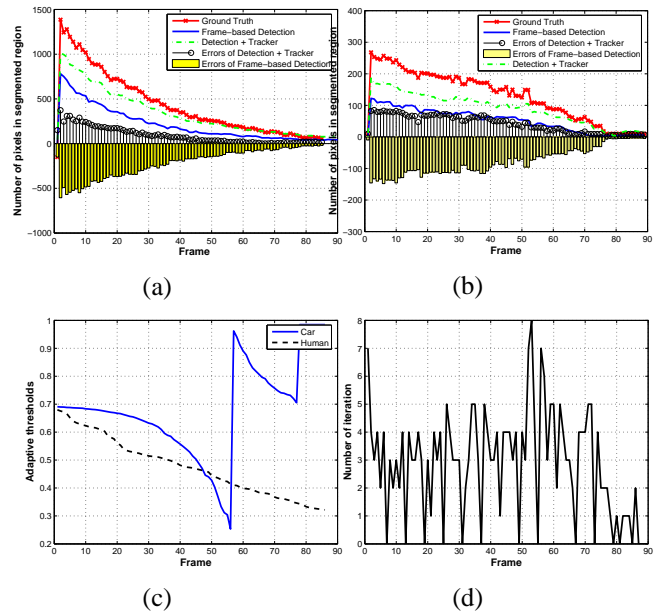 1500
1000
500
0
−500
−1000
0 10 20 30 40 50 60 70 80 90
Number of pixels in segmented region
Frame
Ground Truth
Frame−based Detection
Detection + Tracker
Errors of Detection + Tracker
Errors of Frame−based Detection
(a)
400
300
200
100
0
−100
−200
−300
0 10 20 30 40 50 60 70 80 90
Number of pixels in segmented region
Frame
Ground Truth
Frame−based Detection
Errors of Detection + Tracker
Errors of Frame−based Detection
Detection + Tracker
(b)
1
0.9
0.8
0.7
0.6
0.5
0.4
0.3
0.2
0 10 20 30 40 50 60 70 80 90
Adaptive thresholds
Frame
Car
Human
(c)
8
7
6
5
4
3
2
1
0
0 10 20 30 40 50 60 70 80 90
Number of iteration
Frame
(d)